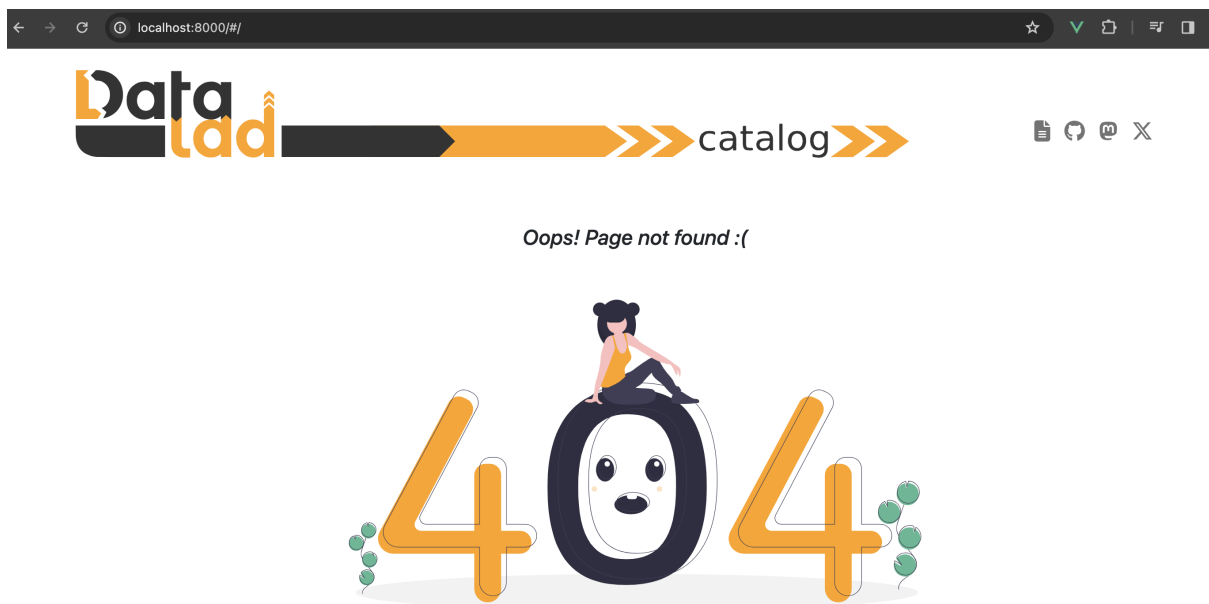 localhost:8000/#/
Data
lad
catalog
Oops! Page not found :(
404